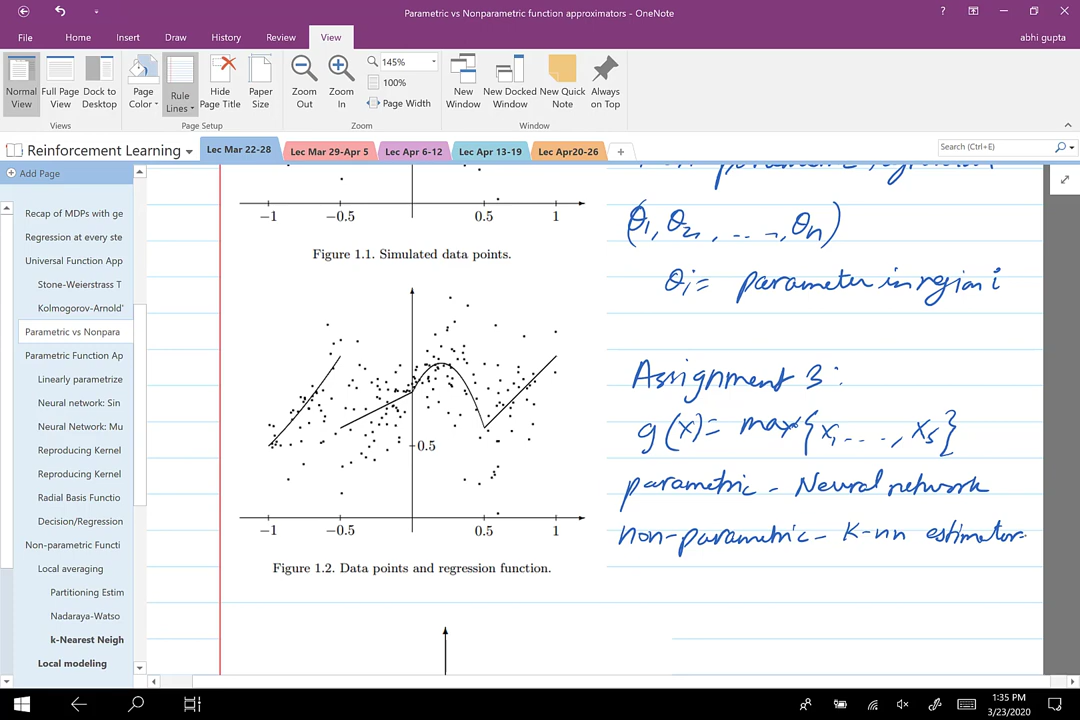 Parametric vs Nonparametric function approximators - OneNote
?
File Home Insert Draw History Review View
abhi gupta
Normal View
Full Page View
Dock to Desktop
Page Color
Rule Lines
Hide Page Title
Paper Size
Zoom Out
Zoom In
145%
100%
Page Width
New Window
New Docked Window
New Quick Note
Always on Top
Views
Page Setup
Zoom
Window
Reinforcement Learning
Lec Mar 22-28
Lec Mar 29-Apr 5
Lec Apr 6-12
Lec Apr 13-19
Lec Apr20-26
+
Search (Ctrl+E)
Add Page
Recap of MDPs with ge
Regression at every ste
Universal Function App
Stone-Weierstrass T
Kolmogorov-Arnold'
Parametric vs Nonpara
Parametric Function Ap
Linearly parametrize
Neural network: Sin
Neural Network: Mu
Reproducing Kernel
Reproducing Kernel
Radial Basis Functio
Decision/Regression
Non-parametric Functi
Local averaging
Partitioning Estim
Nadaraya-Watso
k-Nearest Neigh
Local modeling
−1 −0.5 0.5 1
Figure 1.1. Simulated data points.
0.5
−1 −0.5 0.5 1
Figure 1.2. Data points and regression function.
(θ1, θ2, ..., θn)
θi = parameter in region i
Assignment 3:
g(x) = max{x1, ..., x5}
parametric - Neural network
non-parametric - K-nn estimator
1:35 PM
3/23/2020